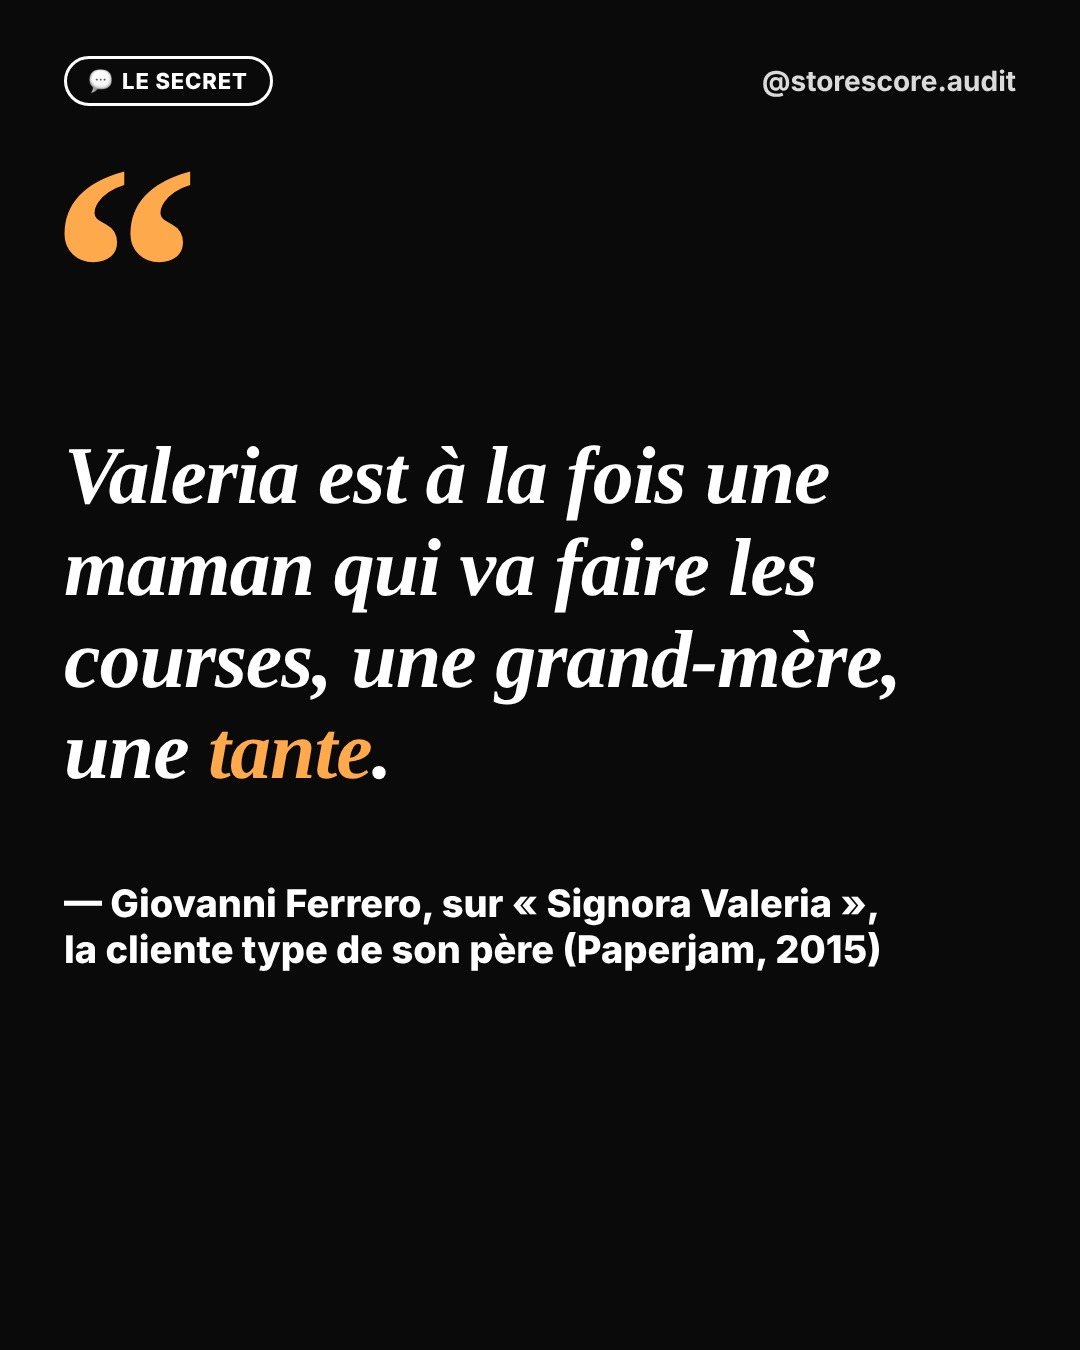 💬 LE SECRET
@storescore.audit
“
Valeria est à la fois une
maman qui va faire les
courses, une grand-mère,
une tante.
— Giovanni Ferrero, sur « Signora Valeria »,
la cliente type de son père (Paperjam, 2015)